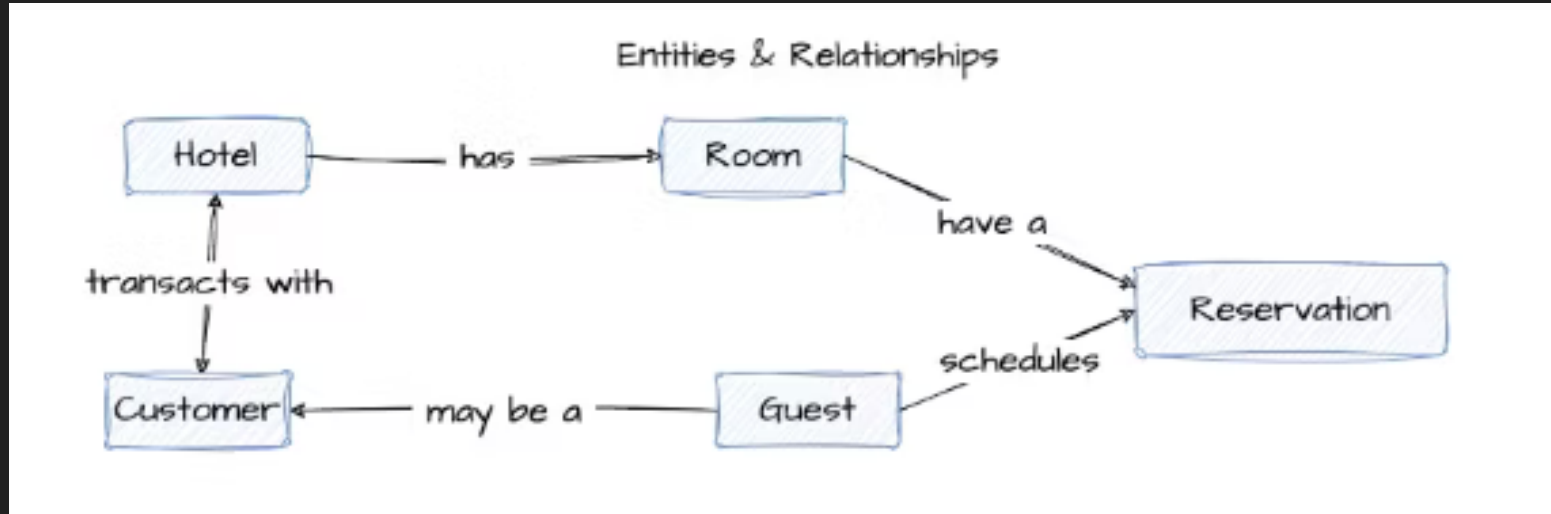 Entities & Relationships
Hotel
has
Room
have a
transacts with
Reservation
schedules
Customer
may be a
Guest